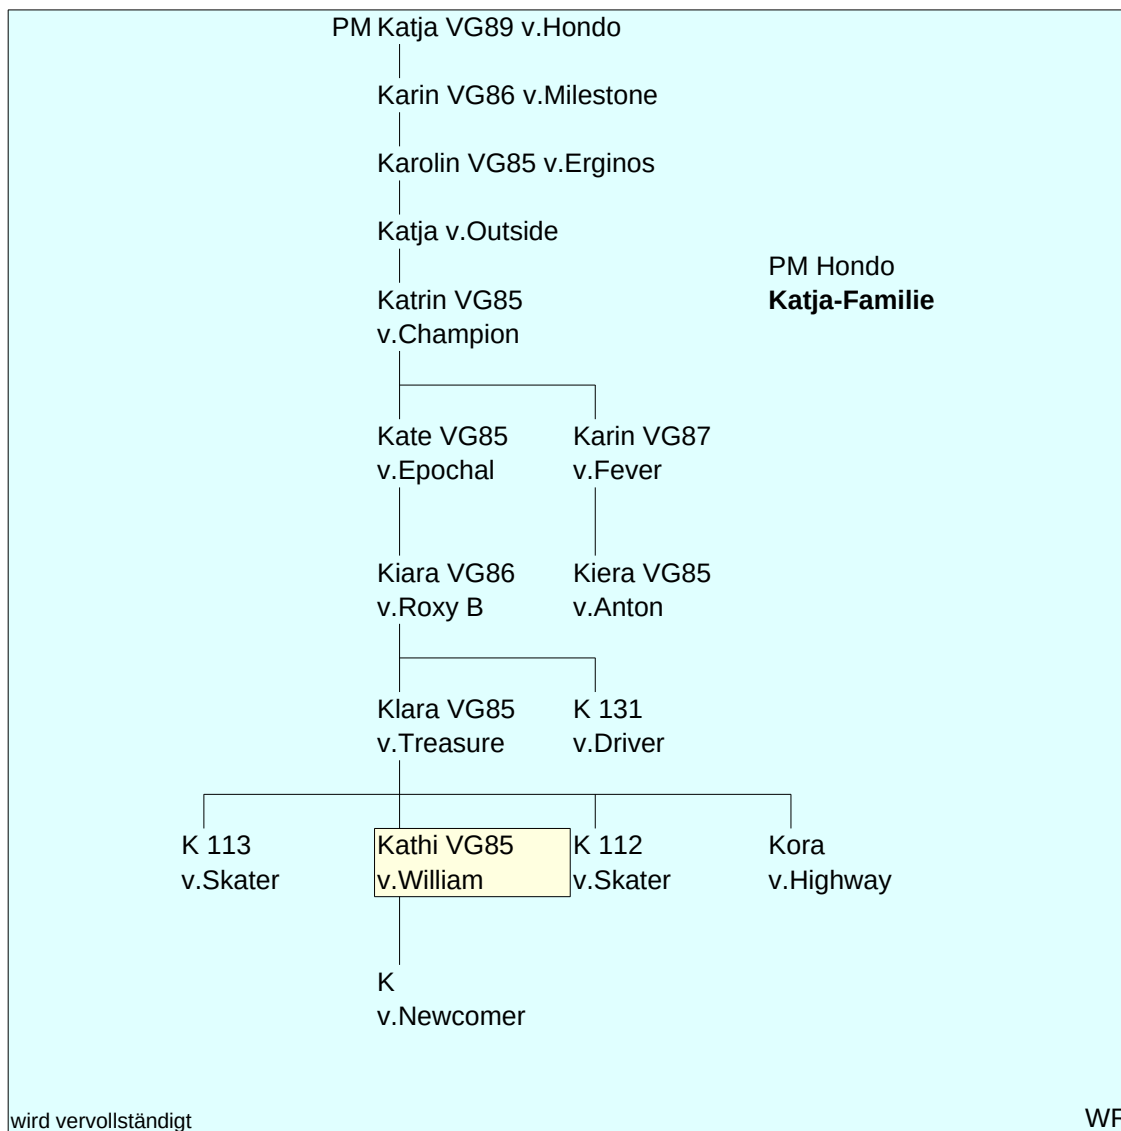 PM Katja VG89 v.Hondo
Karin VG86 v.Milestone
Karolin VG85 v.Erginos
Katja v.Outside
PM Hondo
Katja-Familie
Katrin VG85
v.Champion
Kate VG85
v.Epochal
Karin VG87
v.Fever
Kiara VG86
v.Roxy B
Kiera VG85
v.Anton
Klara VG85
v.Treasure
K 131
v.Driver
K 113
v.Skater
Kathi VG85
v.William
K 112
v.Skater
Kora
v.Highway
K
v.Newcomer
wird vervollständigt